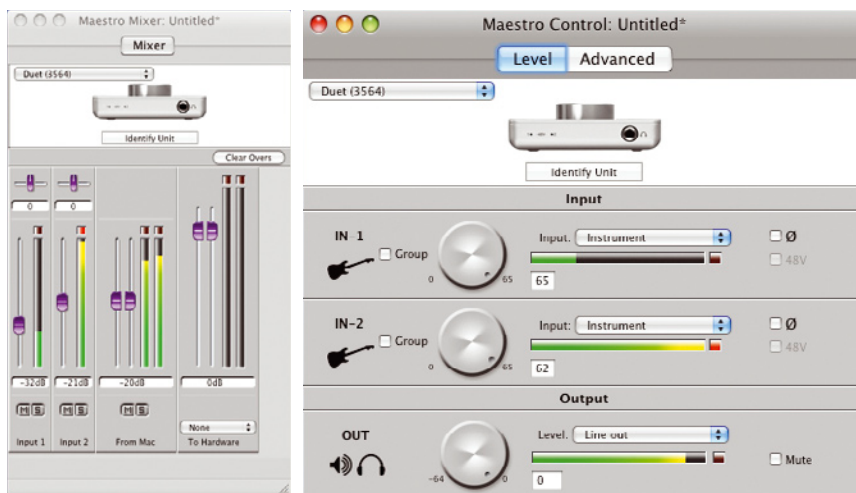 Maestro Mixer: Untitled*
Mixer
Duet (3564)
Identify Unit
Clear Overs
0 0
-32dB -21dB -20dB 0dB
M S M S M S
None
Input 1 Input 2 From Mac To Hardware
Maestro Control: Untitled*
Level Advanced
Duet (3564)
Identify Unit
Input
IN 1
Group
0 65
Input. Instrument
65
Ø
48V
IN-2
Group
0 65
Input: Instrument
62
Ø
48V
Output
OUT
-64 0
Level. Line out
0
Mute